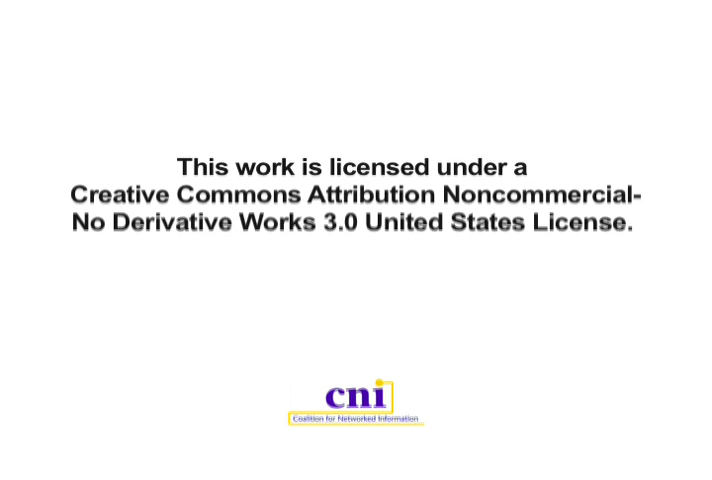 This work is licensed under a
Creative Commons Attribution Noncommercial-
No Derivative Works 3.0 United States License.
cni
Coalition for Networked Information